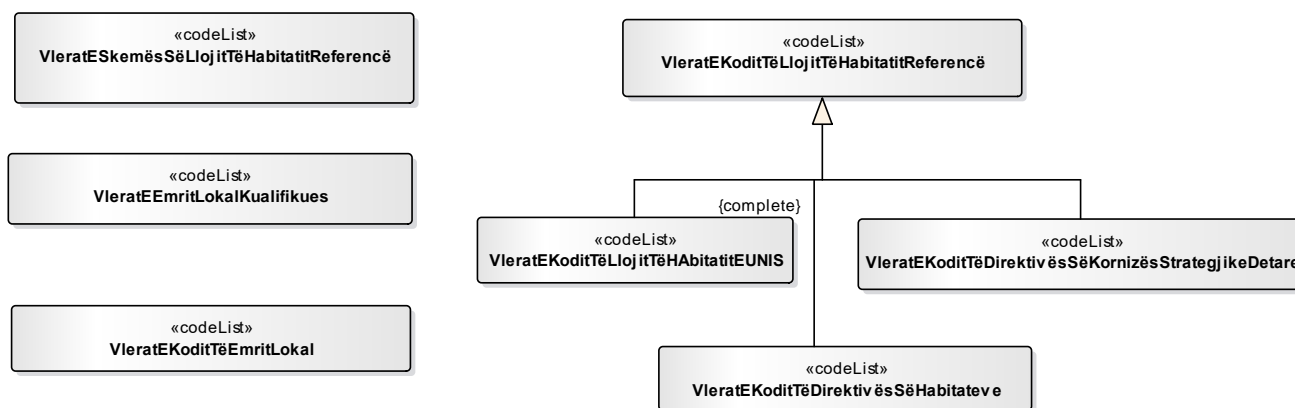 «codeList»
VleratESkemësSëLlojitTëHabitatitReferencë
«codeList»
VleratEKoditTëLlojitTëHabitatitReferencë
«codeList»
VleratEEmritLokalKualifikues
{complete}
«codeList»
VleratEKoditTëLlojitTëHAbitatitEUNIS
«codeList»
VleratEKoditTëDirektivësSëKornizësStrategjikeDetare
«codeList»
VleratEKoditTëEmritLokal
«codeList»
VleratEKoditTëDirektivësSëHabitateve